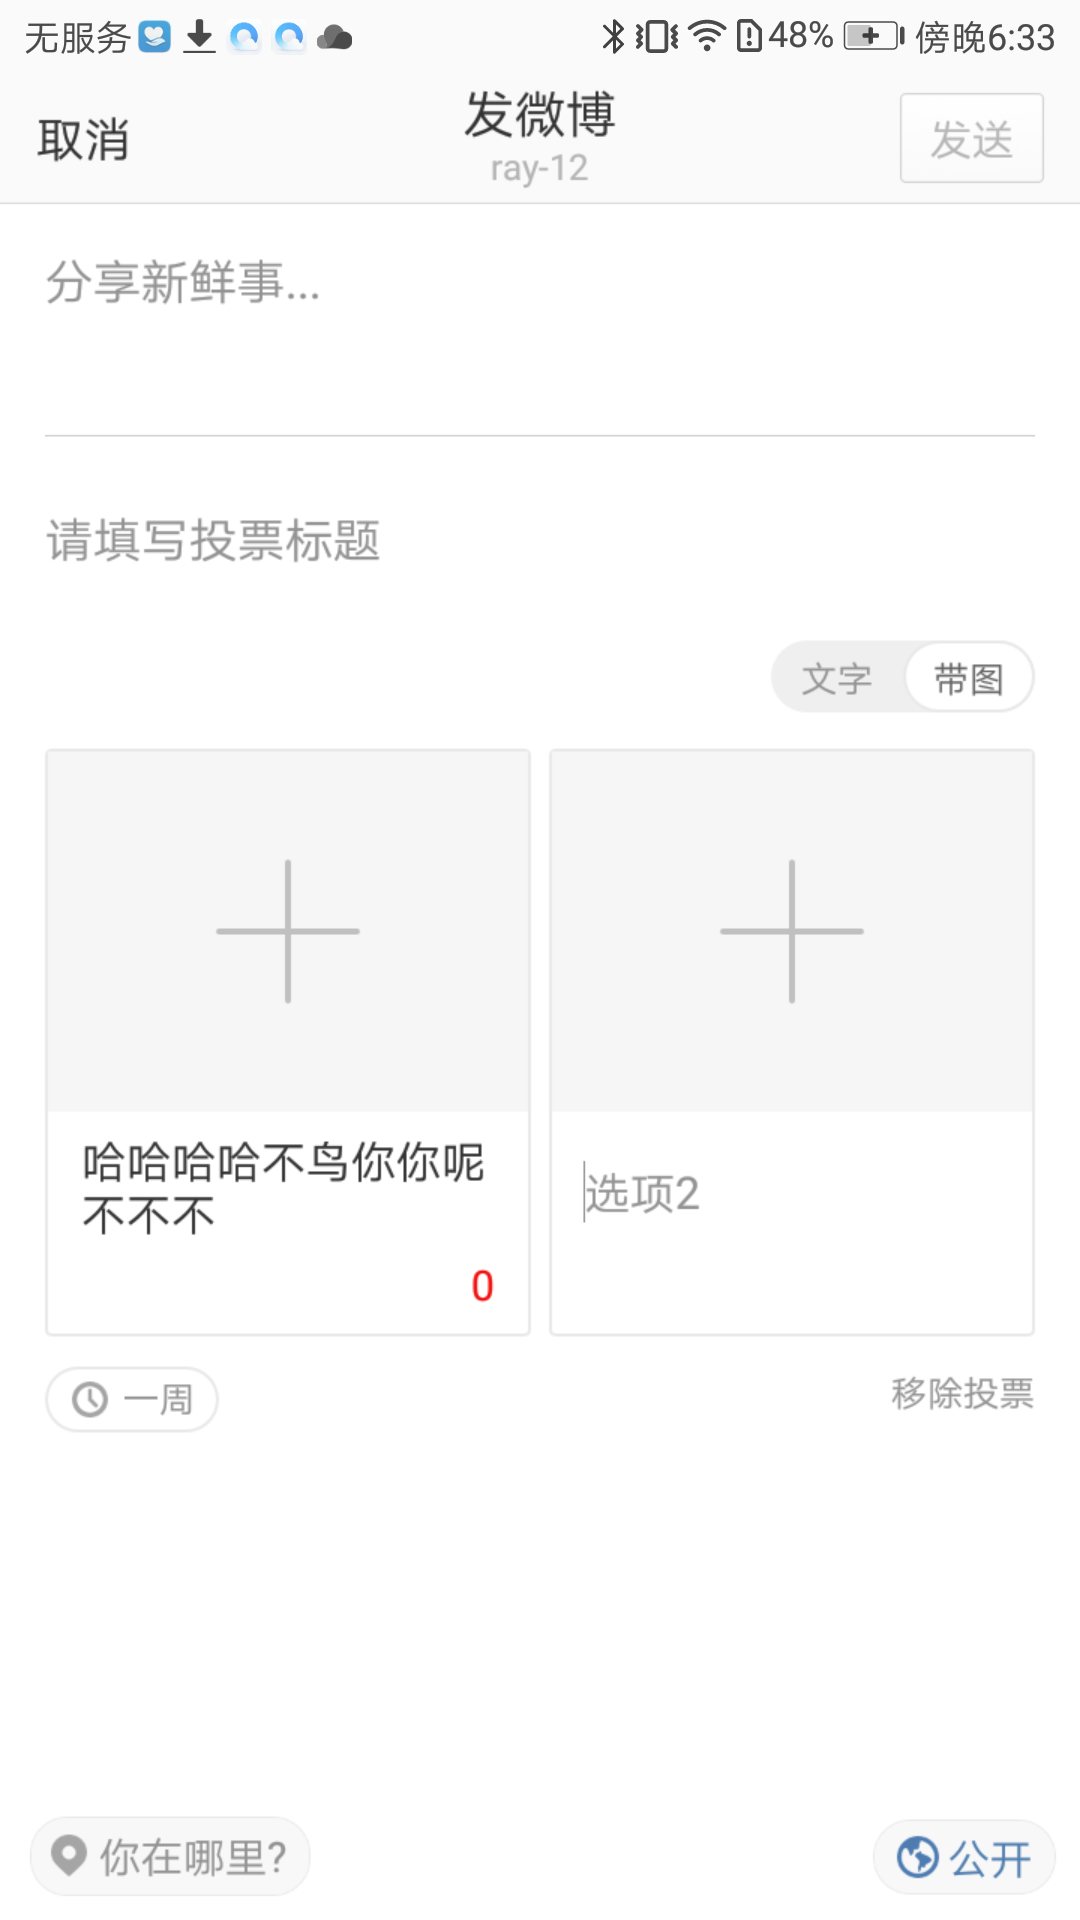 无服务 48% 傍晚6:33
取消 发微博 发送
ray-12
分享新鲜事...
请填写投票标题
文字 带图
哈哈哈哈不鸟你你呢
不不不
选项2
0
一周 移除投票
你在哪里? 公开